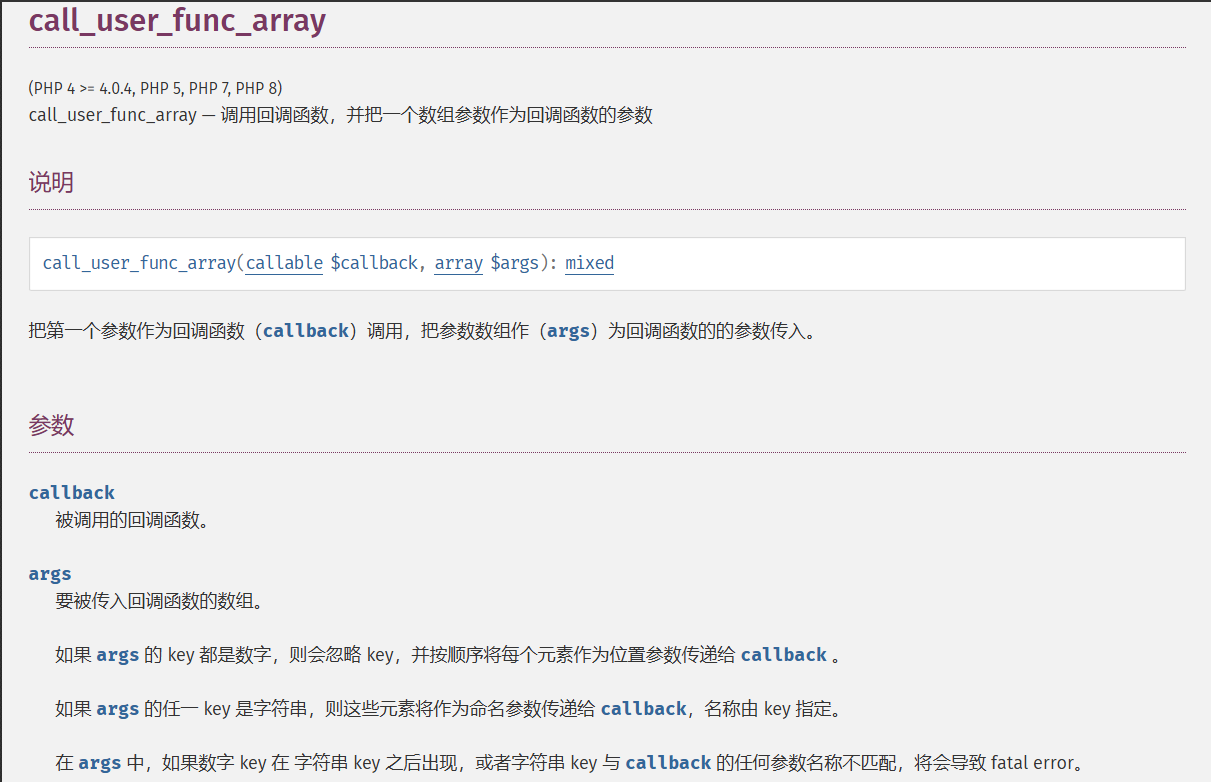 call_user_func_array
(PHP 4 >= 4.0.4, PHP 5, PHP 7, PHP 8)
call_user_func_array — 调用回调函数，并把一个数组参数作为回调函数的参数
说明
call_user_func_array(callable $callback, array $args): mixed
把第一个参数作为回调函数（callback）调用，把参数数组作（args）为回调函数的的参数传入。
参数
callback
被调用的回调函数。
args
要被传入回调函数的数组。
如果 args 的 key 都是数字，则会忽略 key，并按顺序将每个元素作为位置参数传递给 callback 。
如果 args 的任一 key 是字符串，则这些元素将作为命名参数传递给 callback，名称由 key 指定。
在 args 中，如果数字 key 在 字符串 key 之后出现，或者字符串 key 与 callback 的任何参数名称不匹配，将会导致 fatal error。